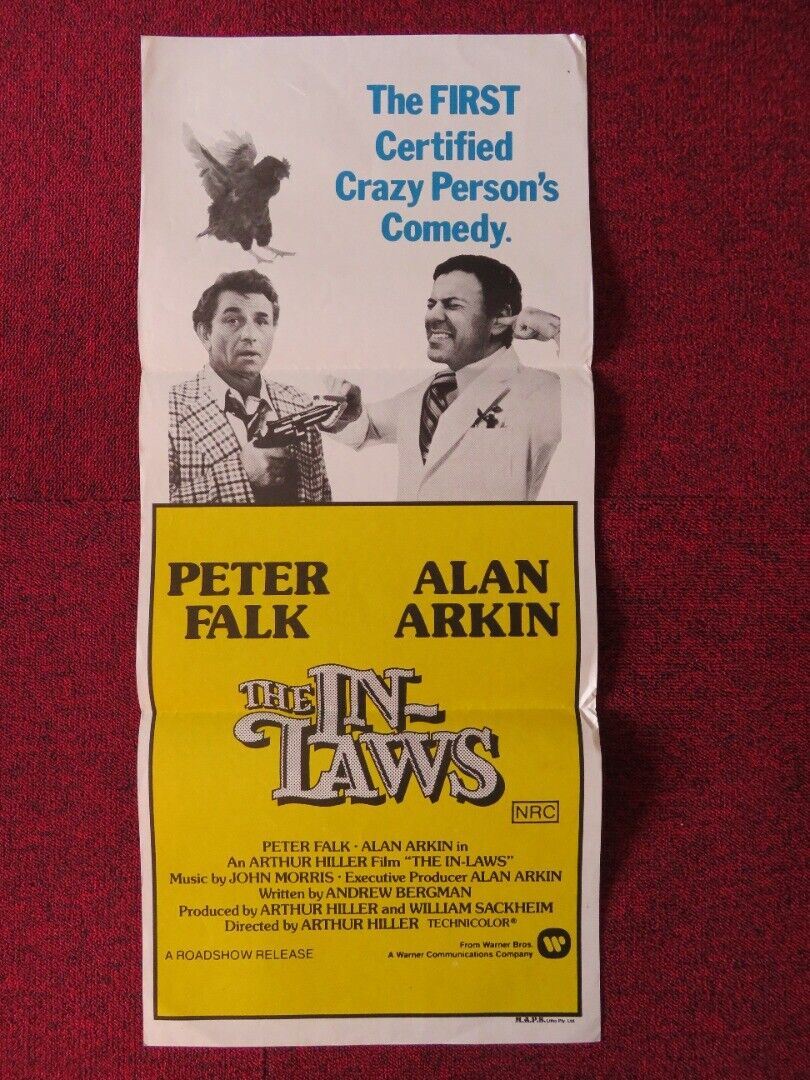 The FIRST
Certified
Crazy Person's
Comedy.
PETER FALK
ALAN ARKIN
THE IN-LAWS
NRC
PETER FALK · ALAN ARKIN in
An ARTHUR HILLER Film "THE IN-LAWS"
Music by JOHN MORRIS · Executive Producer ALAN ARKIN
Written by ANDREW BERGMAN
Produced by ARTHUR HILLER and WILLIAM SACKHEIM
Directed by ARTHUR HILLER TECHNICOLOR®
A ROADSHOW RELEASE
From Warner Bros.
A Warner Communications Company
M.A.P.S. Litho Pty. Ltd.